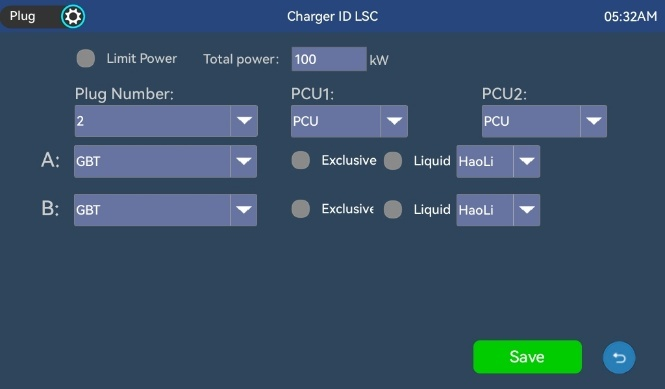 Plug Charger ID LSC 05:32AM
Limit Power Total power: 100 kW
Plug Number: PCU1: PCU2:
2 PCU PCU
A: GBT Exclusive Liquid HaoLi
B: GBT Exclusive Liquid HaoLi
Save